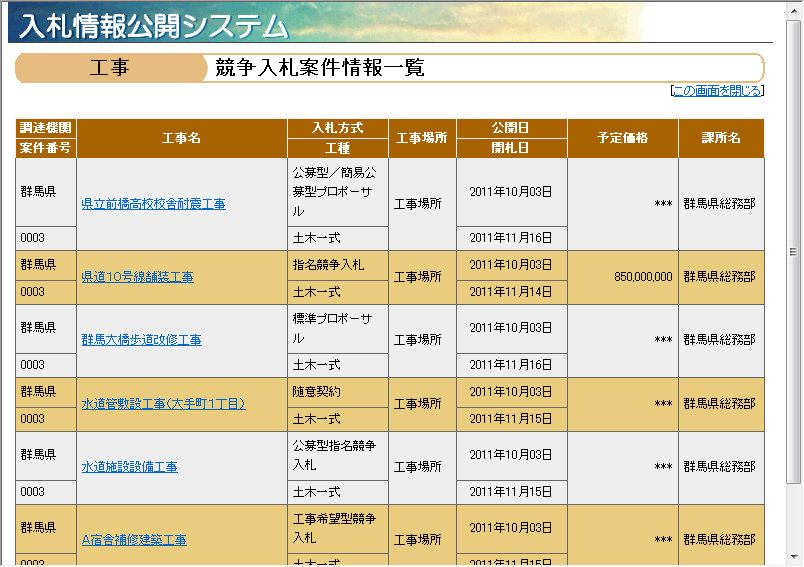 入札情報公開システム
工事
競争入札案件情報一覧
[この画面を閉じる]
調達機関
案件番号
工事名
入札方式
工種
工事場所
公開日
開札日
予定価格
課所名
群馬県
0003
県立前橋高校校舎耐震工事
公募型／簡易公
募型プロポーサ
ル
土木一式
工事場所
2011年10月03日
2011年11月16日
***
群馬県総務部
群馬県
0003
県道10号線舗装工事
指名競争入札
土木一式
工事場所
2011年10月03日
2011年11月14日
850,000,000
群馬県総務部
群馬県
0003
群馬大橋歩道改修工事
標準プロポーサ
ル
土木一式
工事場所
2011年10月03日
2011年11月16日
***
群馬県総務部
群馬県
0003
水道管敷設工事(大手町1丁目)
随意契約
土木一式
工事場所
2011年10月03日
2011年11月15日
***
群馬県総務部
群馬県
0003
水道施設設備工事
公募型指名競争
入札
土木一式
工事場所
2011年10月03日
2011年11月15日
***
群馬県総務部
群馬県
0003
A宿舎補修建築工事
工事希望型競争
入札
土木一式
工事場所
2011年10月03日
2011年11月15日
***
群馬県総務部